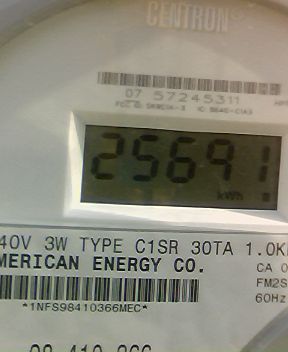 CENTRON®
07 57245311
25691
kWh
40V 3W TYPE C1SR 30TA 1.0K
MERICAN ENERGY CO.
CA 0
FM2S
60Hz
*1NFS98410366MEC*